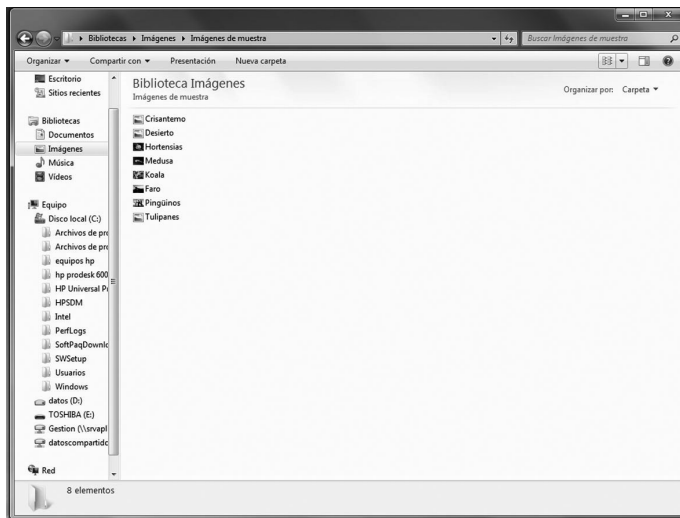 Bibliotecas ▸ Imágenes ▸ Imágenes de muestra
Buscar Imágenes de muestra
Organizar Compartir con Presentación Nueva carpeta
Escritorio
Sitios recientes
Bibliotecas
Documentos
Imágenes
Música
Vídeos
Equipo
Disco local (C:)
Archivos de pro
Archivos de pro
equipos hp
hp prodesk 600
HP Universal Pr
HPSDM
Intel
PerfLogs
SoftPaqDownlo
SWSetup
Usuarios
Windows
datos (D:)
TOSHIBA (E:)
Gestion (\\srvapl
datoscompartido
Red
Biblioteca Imágenes
Imágenes de muestra
Organizar por: Carpeta
Crisantemo
Desierto
Hortensias
Medusa
Koala
Faro
Pingüinos
Tulipanes
8 elementos